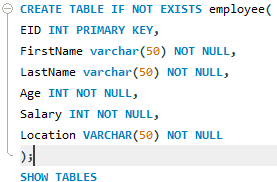 CREATE TABLE IF NOT EXISTS employee(
EID INT PRIMARY KEY,
FirstName varchar(50) NOT NULL,
LastName varchar(50) NOT NULL,
Age INT NOT NULL,
Salary INT NOT NULL,
Location VARCHAR(50) NOT NULL
);
SHOW TABLES